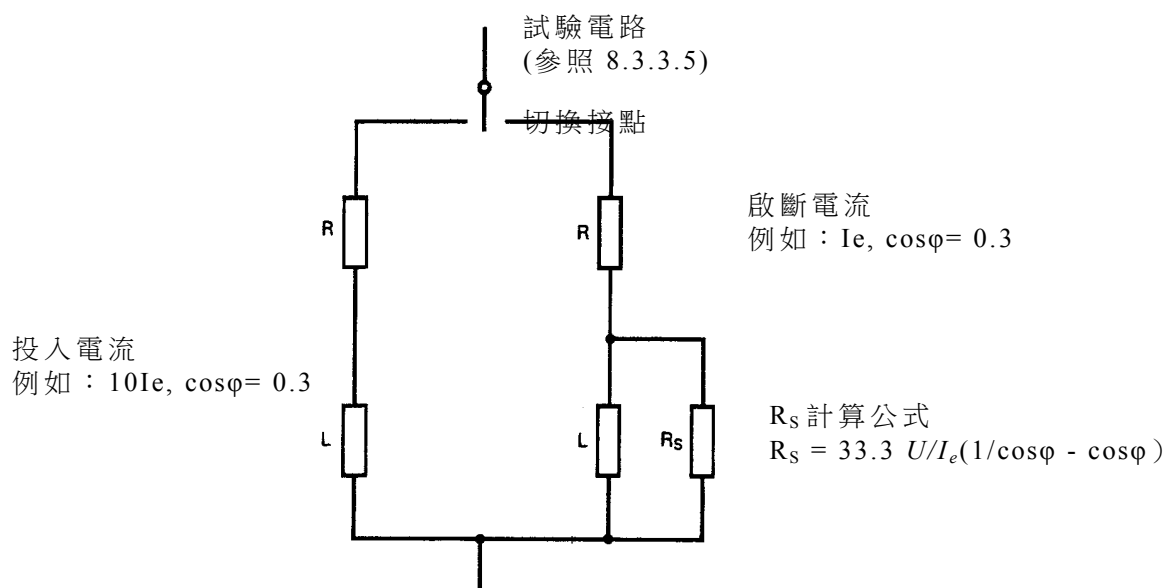 試驗電路
(參照 8.3.3.5)
切換接點
R
R
啟斷電流
例如：Ie, cosφ= 0.3
投入電流
例如：10Ie, cosφ= 0.3
L
L
RS
RS 計算公式
RS = 33.3 U/Ie(1/cosφ - cosφ）